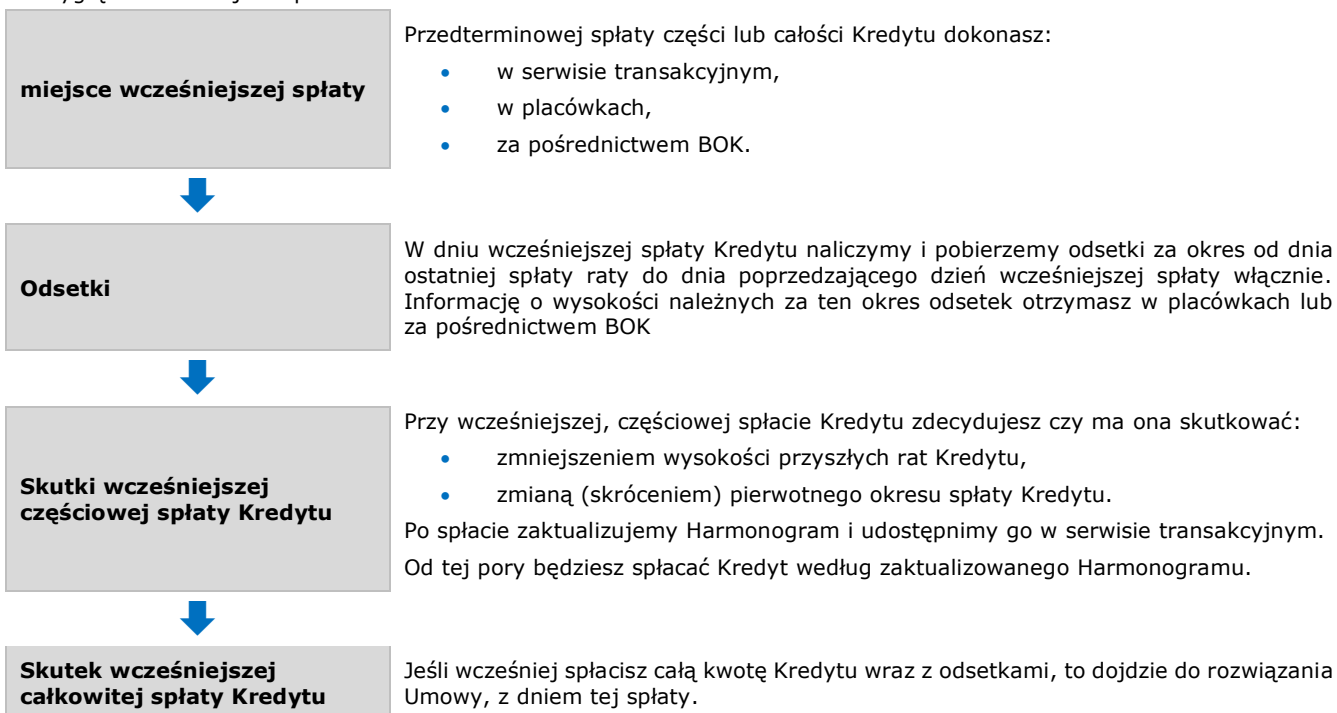 miejsce wcześniejszej spłaty
Przedterminowej spłaty części lub całości Kredytu dokonasz:
• w serwisie transakcyjnym,
• w placówkach,
• za pośrednictwem BOK.
Odsetki
W dniu wcześniejszej spłaty Kredytu naliczymy i pobierzemy odsetki za okres od dnia
ostatniej spłaty raty do dnia poprzedzającego dzień wcześniejszej spłaty włącznie.
Informację o wysokości należnych za ten okres odsetek otrzymasz w placówkach lub
za pośrednictwem BOK
Skutki wcześniejszej
częściowej spłaty Kredytu
Przy wcześniejszej, częściowej spłacie Kredytu zdecydujesz czy ma ona skutkować:
• zmniejszeniem wysokości przyszłych rat Kredytu,
• zmianą (skróceniem) pierwotnego okresu spłaty Kredytu.
Po spłacie zaktualizujemy Harmonogram i udostępnimy go w serwisie transakcyjnym.
Od tej pory będziesz spłacać Kredyt według zaktualizowanego Harmonogramu.
Skutek wcześniejszej
całkowitej spłaty Kredytu
Jeśli wcześniej spłacisz całą kwotę Kredytu wraz z odsetkami, to dojdzie do rozwiązania
Umowy, z dniem tej spłaty.